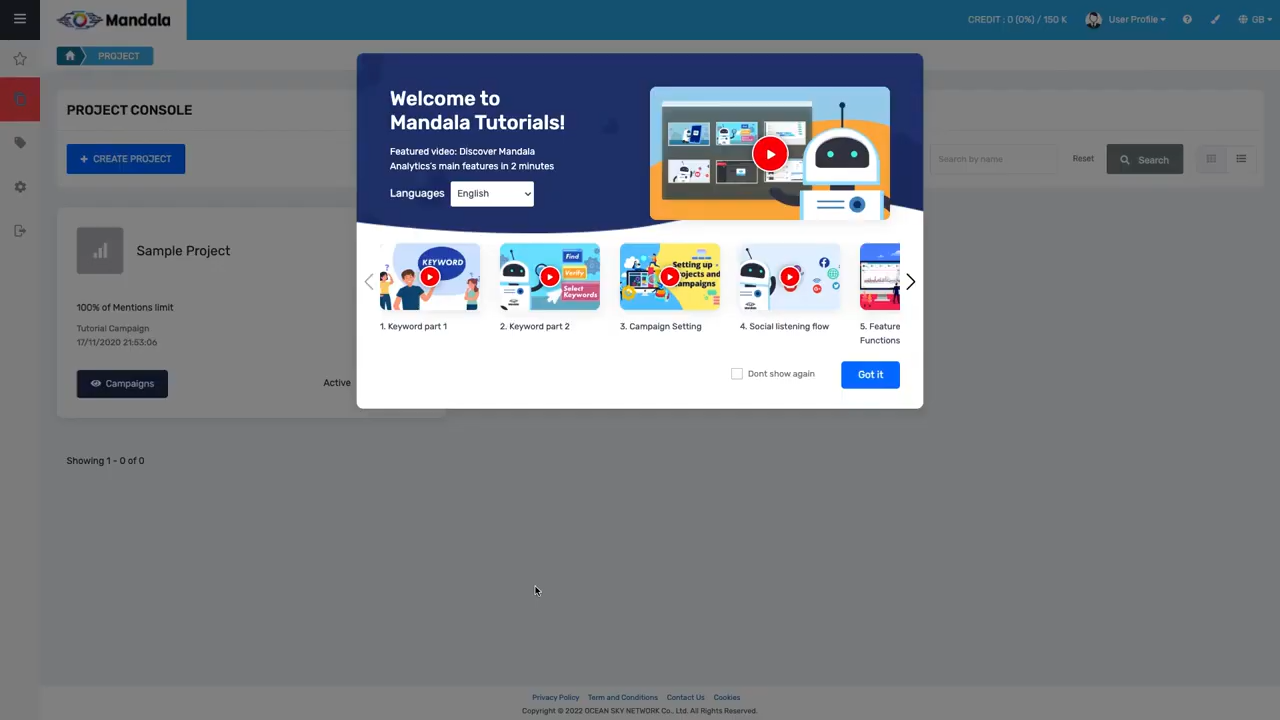 Mandala
CREDIT : 0 (0%) / 150 K
User Profile
GB
PROJECT
PROJECT CONSOLE
+ CREATE PROJECT
Search by name
Reset
Search
Sample Project
100% of Mentions limit
Tutorial Campaign
17/11/2020 21:53:06
Campaigns
Active
Showing 1 - 0 of 0
Welcome to
Mandala Tutorials!
Featured video: Discover Mandala
Analytics's main features in 2 minutes
Languages
English
KEYWORD
Find
Verify
Select
Keywords
Setting up
Projects and
Campaigns
1. Keyword part 1
2. Keyword part 2
3. Campaign Setting
4. Social listening flow
5. Feature
Functions
Dont show again
Got it
Privacy Policy
Term and Conditions
Contact Us
Cookies
Copyright © 2022 OCEAN SKY NETWORK Co., Ltd. All Rights Reserved.